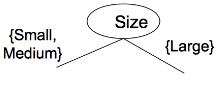 Size
{Small,
Medium}
{Large}